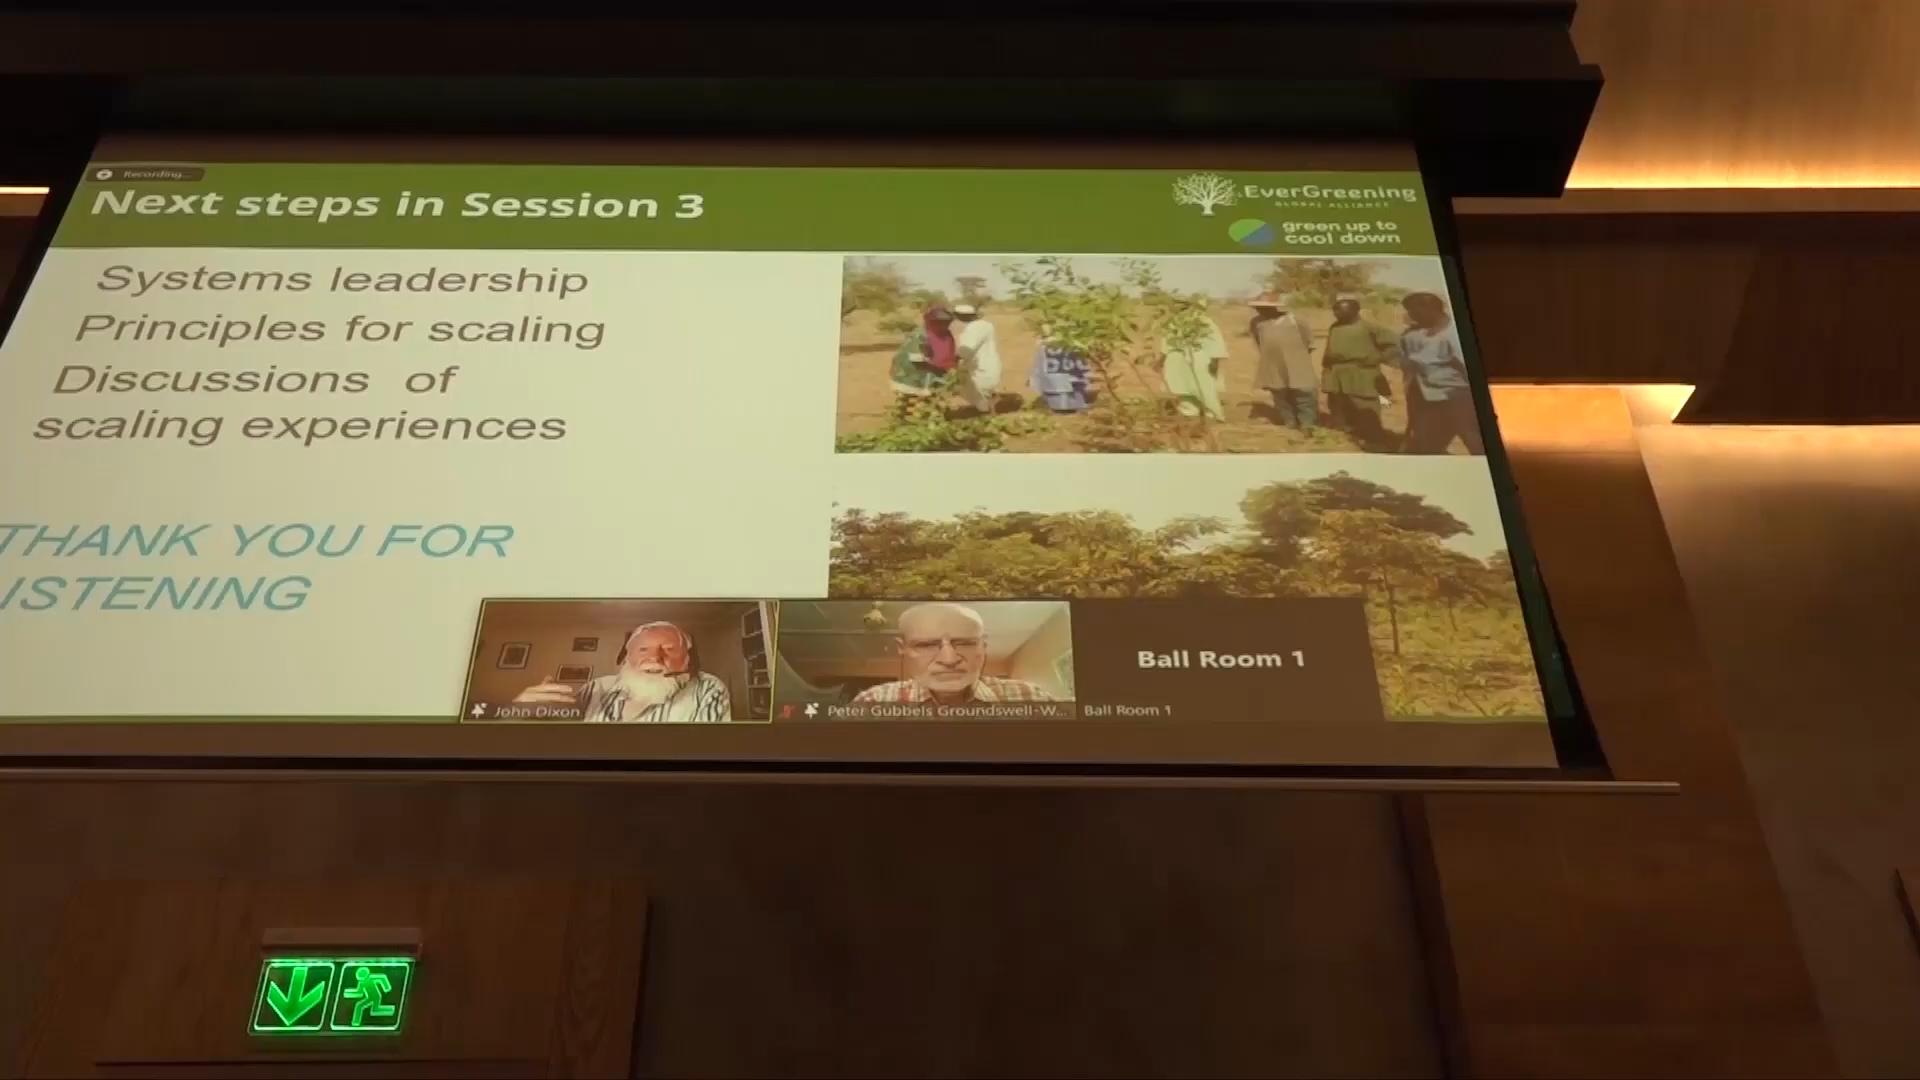 Recording...
Next steps in Session 3
EverGreening
GLOBAL ALLIANCE
green up to
cool down
Systems leadership
Principles for scaling
Discussions of
scaling experiences
THANK YOU FOR
ISTENING
Ball Room 1
John Dixon
Peter Gubbels Groundswell-W...
Ball Room 1